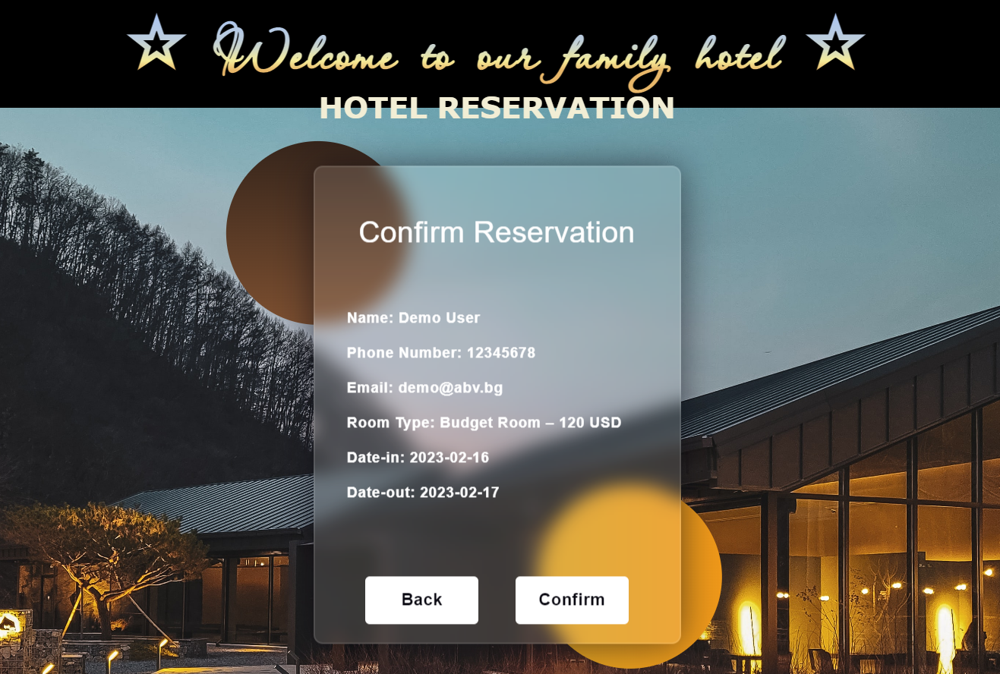 Welcome to our family hotel
HOTEL RESERVATION
Confirm Reservation
Name: Demo User
Phone Number: 12345678
Email: demo@abv.bg
Room Type: Budget Room – 120 USD
Date-in: 2023-02-16
Date-out: 2023-02-17
Back
Confirm